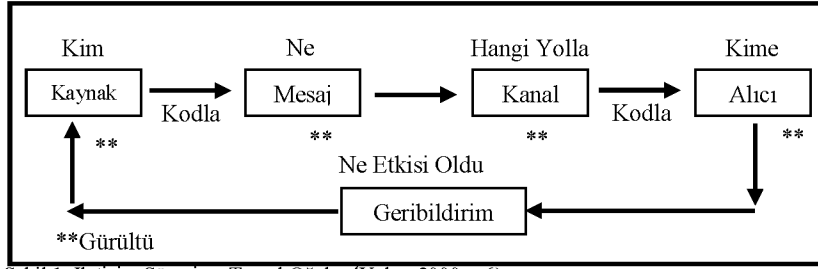 Kim Ne Hangi Yolla Kime
Kaynak Mesaj Kanal Alıcı
Kodla Kodla
** ** ** **
Ne Etkisi Oldu
Geribildirim
**Gürültü